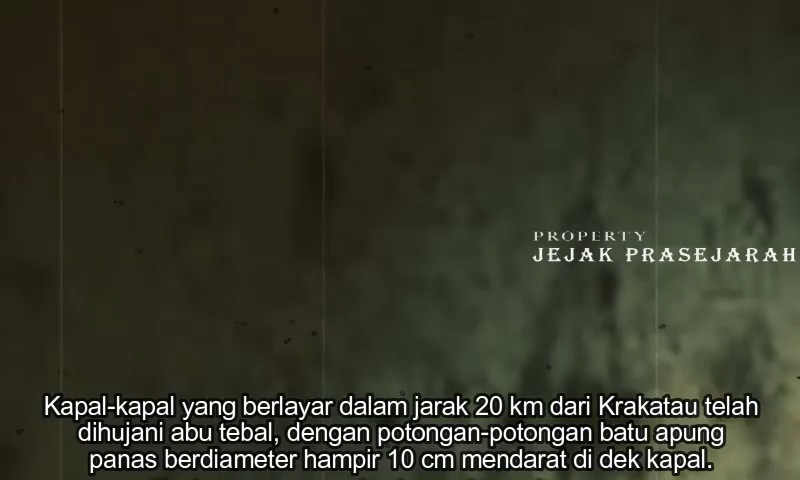 PROPERTY
JEJAK PRASEJARAH
Kapal-kapal yang berlayar dalam jarak 20 km dari Krakatau telah
dihujani abu tebal, dengan potongan-potongan batu apung
panas berdiameter hampir 10 cm mendarat di dek kapal.